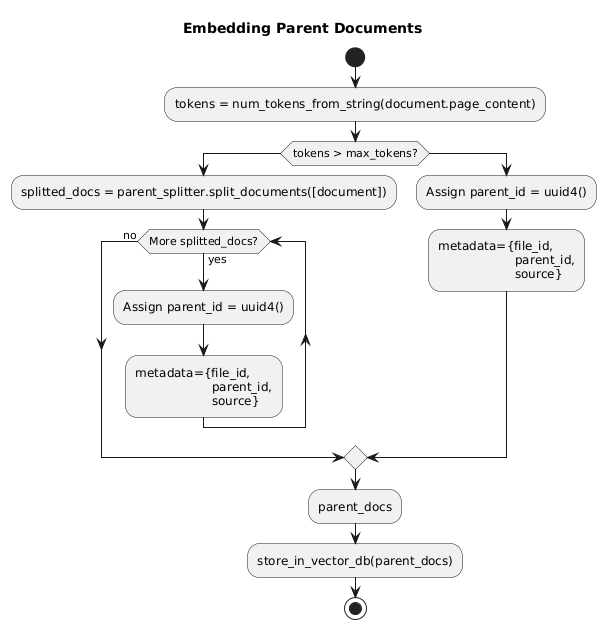 Embedding Parent Documents
tokens = num_tokens_from_string(document.page_content)
tokens > max_tokens?
splitted_docs = parent_splitter.split_documents([document])
no
More splitted_docs?
yes
Assign parent_id = uuid4()
metadata={file_id,
parent_id,
source}
Assign parent_id = uuid4()
metadata={file_id,
parent_id,
source}
parent_docs
store_in_vector_db(parent_docs)